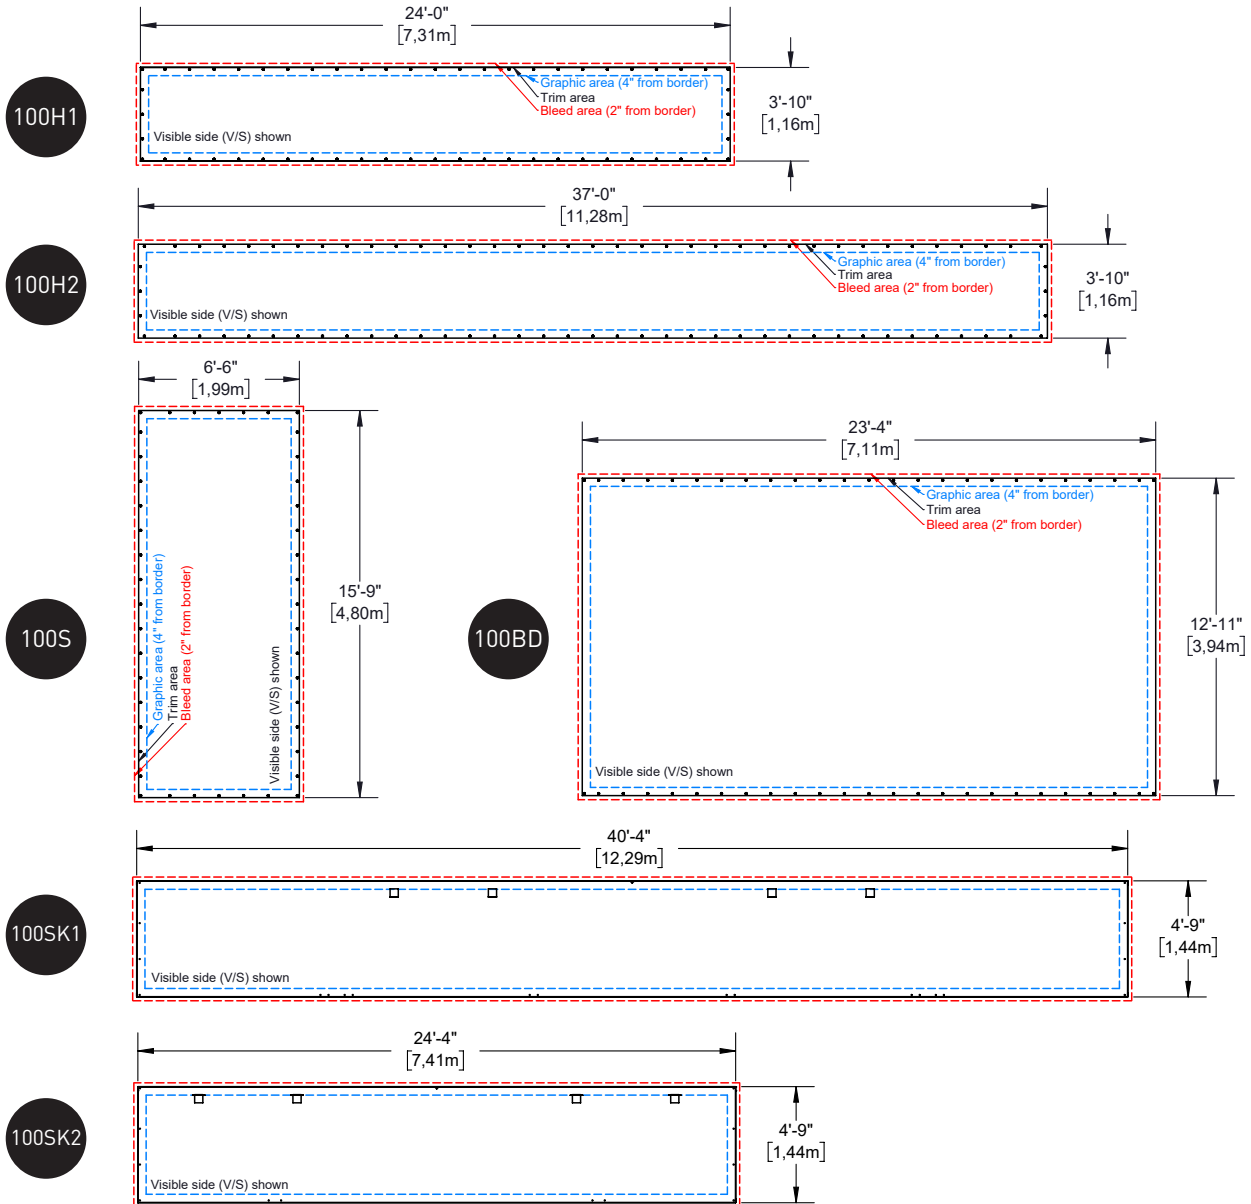 24'-0"
[7,31m]
100H1
Graphic area (4" from border)
Trim area
Bleed area (2" from border)
3'-10"
[1,16m]
Visible side (V/S) shown
37'-0"
[11,28m]
100H2
Graphic area (4" from border)
Trim area
Bleed area (2" from border)
3'-10"
[1,16m]
Visible side (V/S) shown
6'-6"
[1,99m]
100S
Graphic area (4" from border)
Trim area
Bleed area (2" from border)
Visible side (V/S) shown
15'-9"
[4,80m]
23'-4"
[7,11m]
100BD
Graphic area (4" from border)
Trim area
Bleed area (2" from border)
12'-11"
[3,94m]
Visible side (V/S) shown
40'-4"
[12,29m]
100SK1
4'-9"
[1,44m]
Visible side (V/S) shown
24'-4"
[7,41m]
100SK2
4'-9"
[1,44m]
Visible side (V/S) shown